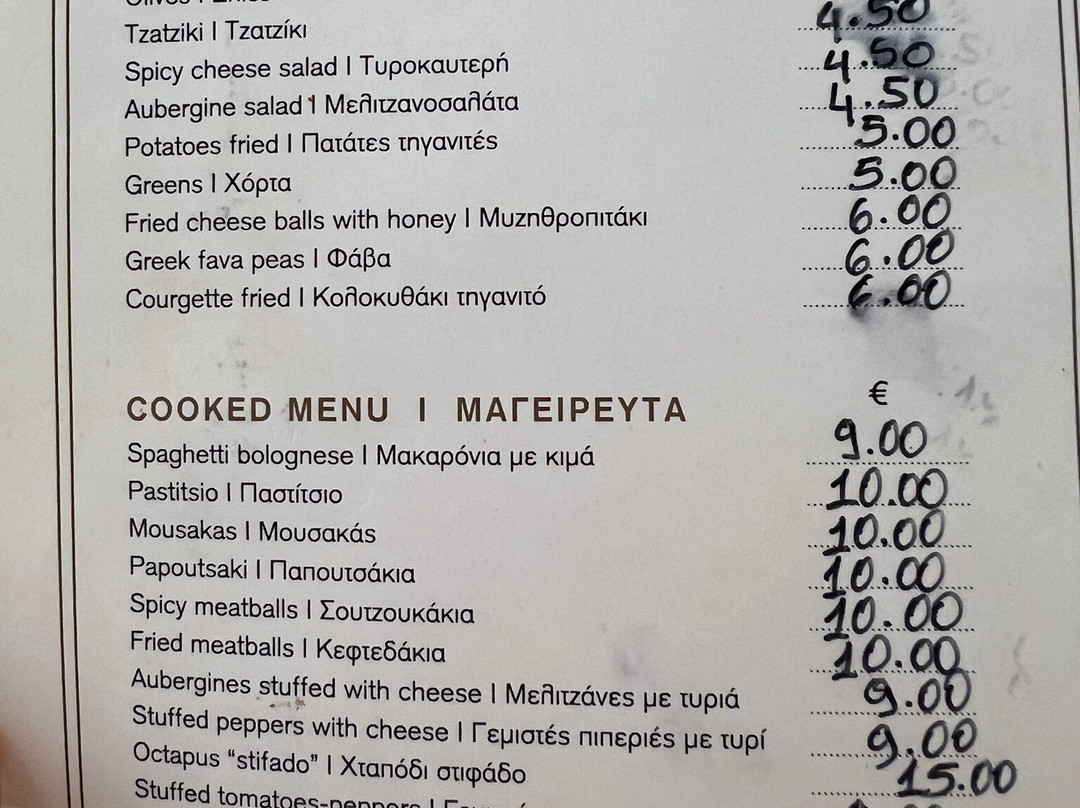 Tzatziki | Τζατζίκι 4.50
Spicy cheese salad | Τυροκαυτερή 4.50
Aubergine salad | Μελιτζανοσαλάτα 4.50
Potatoes fried | Πατάτες τηγανιτές 5.00
Greens | Χόρτα 5.00
Fried cheese balls with honey | Μυζηθροπιτάκι 6.00
Greek fava peas | Φάβα 6.00
Courgette fried | Κολοκυθάκι τηγανιτό 6.00
COOKED MENU | ΜΑΓΕΙΡΕΥΤΑ €
Spaghetti bolognese | Μακαρόνια με κιμά 9.00
Pastitsio | Παστίτσιο 10.00
Mousakas | Μουσακάς 10.00
Papoutsaki | Παπουτσάκια 10.00
Spicy meatballs | Σουτζουκάκια 10.00
Fried meatballs | Κεφτεδάκια 10.00
Aubergines stuffed with cheese | Μελιτζάνες με τυριά 9.00
Stuffed peppers with cheese | Γεμιστές πιπεριές με τυρί 9.00
Octapus “stifado” | Χταπόδι στιφάδο 15.00
Stuffed tomatoes-peppers |